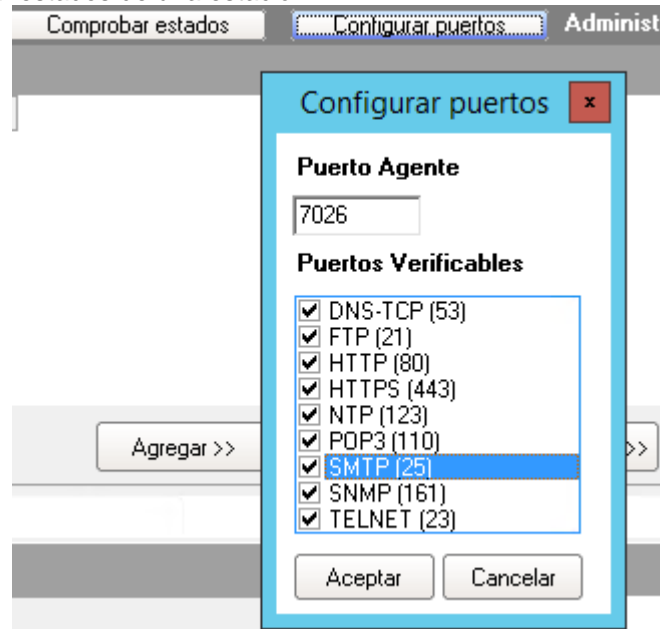 Comprobar estados
Configurar puertos
Administ
Configurar puertos
x
Puerto Agente
7026
Puertos Verificables
DNS-TCP (53)
FTP (21)
HTTP (80)
HTTPS (443)
NTP (123)
POP3 (110)
SMTP (25)
SNMP (161)
TELNET (23)
Agregar >>
>>
Aceptar
Cancelar